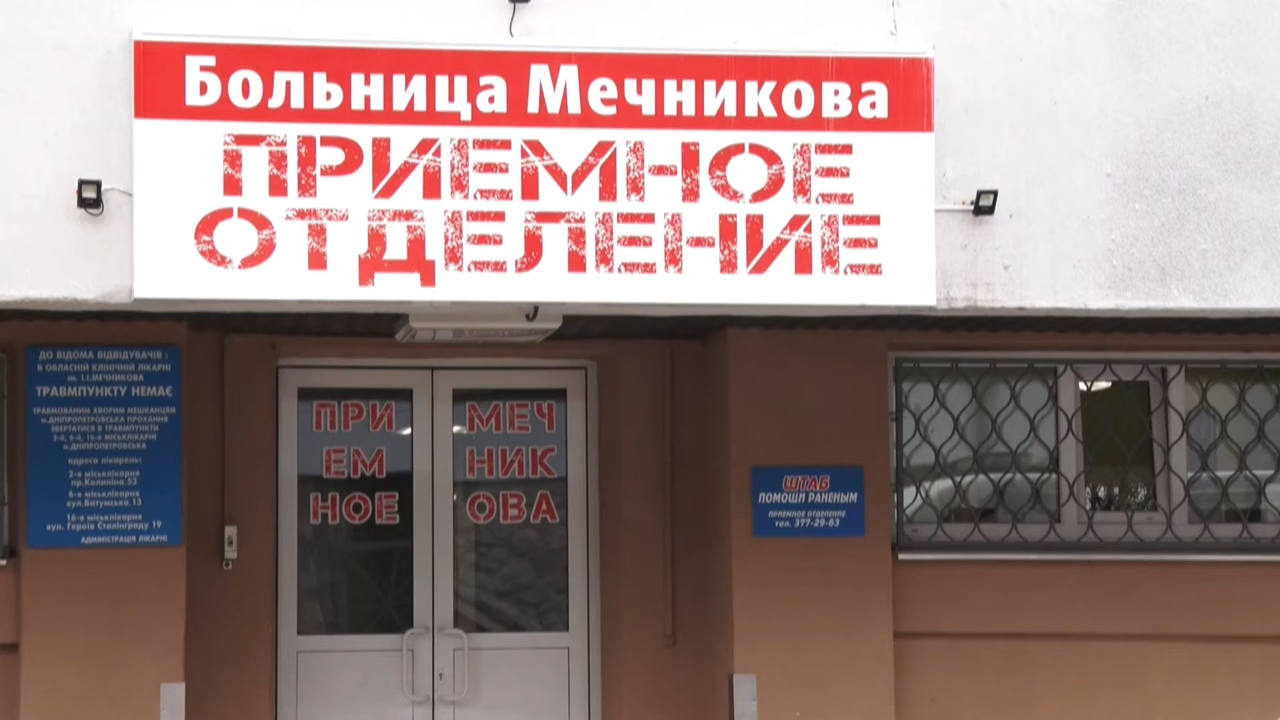 Больница Мечникова
ПРИЕМНОЕ
ОТДЕЛЕНИЕ
ДО ВІДОМА ВІДВІДУВАЧІВ :
В ОБЛАСНІЙ КЛІНІЧНІЙ ЛІКАРНІ
ім. І.І.МЕЧНИКОВА
ТРАВМПУНКТУ НЕМАЄ
ТРАВМОВАНИМ ХВОРИМ МЕШКАНЦЯМ
м.ДНІПРОПЕТРОВСЬКА ПРОХАННЯ
ЗВЕРТАТИСЯ В ТРАВМПУНКТИ
2-й, 6-й, 16-й МІСЬКЛІКАРНІ
м.ДНІПРОПЕТРОВСЬКА
адреса лікарень:
2-я міськлікарня
пр.Калиніна 53
6-я міськлікарня
вул.Батумська 13
16-я міськлікарня
вул. Героїв Сталінграду 19
АДМІНІСТРАЦІЯ ЛІКАРНІ
ПРИ
ЕМ
НОЕ
МЕЧ
НИК
ОВА
ШТАБ
ПОМОЩИ РАНЕНЫМ
ПРИЕМНОЕ ОТДЕЛЕНИЕ
тел. 377-29-63